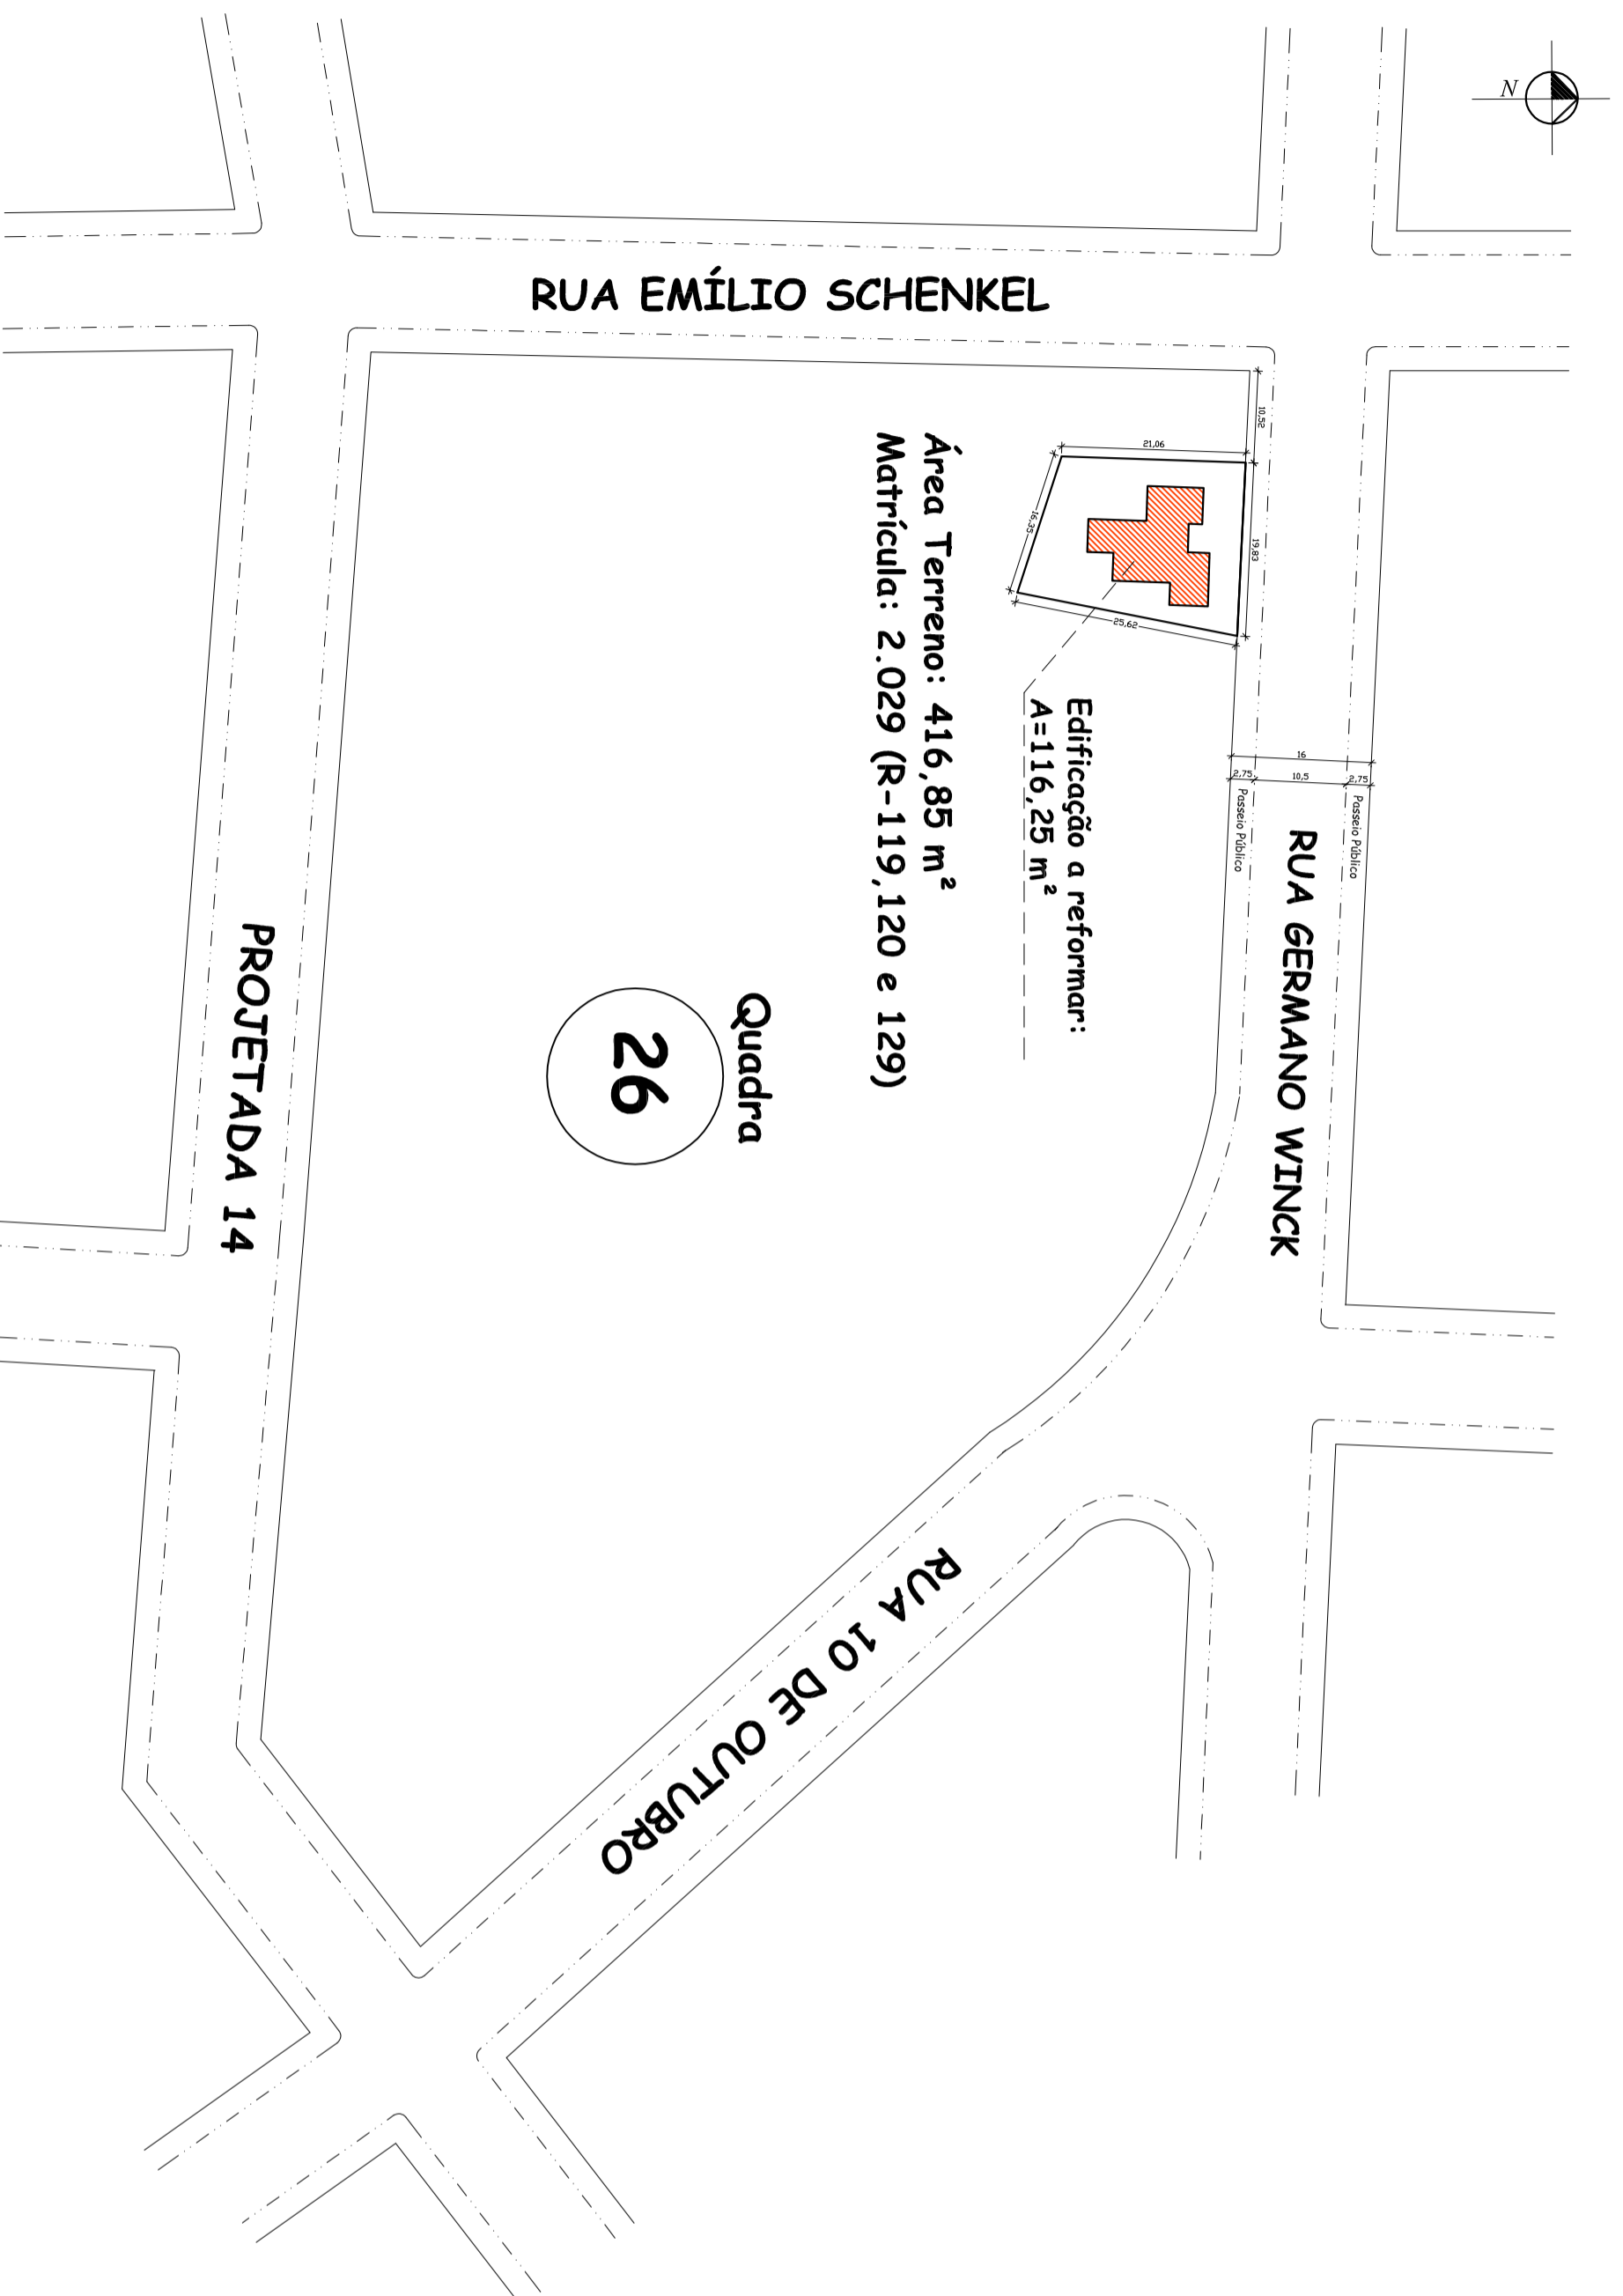 N
RUA EMÍLIO SCHENKEL
10,52
21,06
19,83
16,35
25,62
Área Terreno: 416,85 m²
Matrícula: 2.029 (R-119,120 e 129)
Edificação a reformar:
A=116,25 m²
16
2,75
10,5
2,75
Passeio Público
Passeio Público
RUA GERMANO WINCK
PROJETADA 14
Quadra
26
RUA 10 DE OUTUBRO